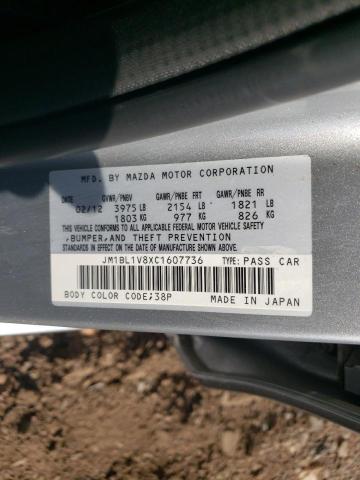 MFD. BY MAZDA MOTOR CORPORATION
DATE GVWR/PNBV GAWR/PNBE FRT GAWR/PNBE RR
02/12 3975 LB 2154 LB 1821 LB
1803 KG 977 KG 826 KG
THIS VEHICLE CONFORMS TO ALL APPLICABLE
FEDERAL MOTOR VEHICLE SAFETY
,BUMPER,AND THEFT PREVENTION
STANDARDS IN EFFECT ON THE DATE OF MANUFACTURE SHOWN ABOVE.
JM1BL1V8XC1607736 TYPE: PASS CAR
BODY COLOR CODE;38P MADE IN JAPAN